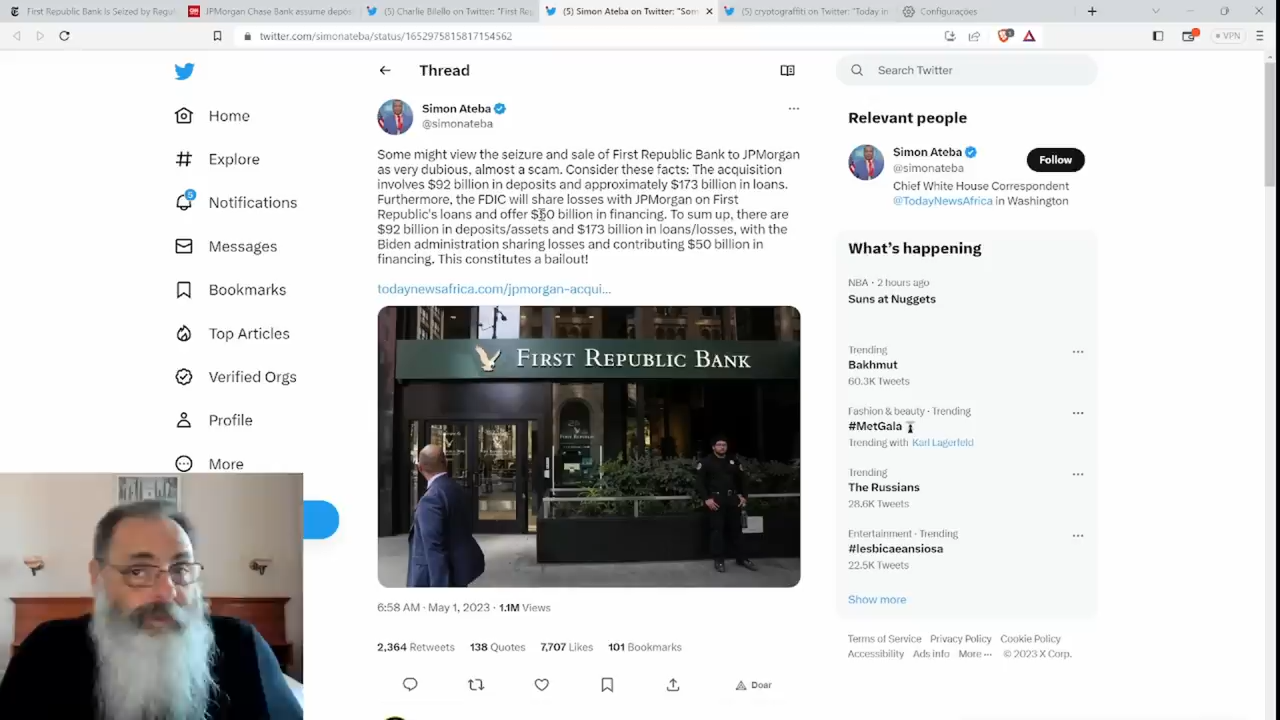 First Republic Bank is Seized by Regul
JPMorgan Chase Bank assume depos
(5) Charlie Bilello on Twitter: "First Rep
(5) Simon Ateba on Twitter: "Som
(5) cryptograffiti on Twitter: "Today in
Configurações
twitter.com/simonateba/status/1652975815817154562
VPN
Home
Explore
5
Notifications
Messages
Bookmarks
Top Articles
Verified Orgs
Profile
More
Thread
Simon Ateba
@simonateba
Some might view the seizure and sale of First Republic Bank to JPMorgan
as very dubious, almost a scam. Consider these facts: The acquisition
involves $92 billion in deposits and approximately $173 billion in loans.
Furthermore, the FDIC will share losses with JPMorgan on First
Republic's loans and offer $50 billion in financing. To sum up, there are
$92 billion in deposits/assets and $173 billion in loans/losses, with the
Biden administration sharing losses and contributing $50 billion in
financing. This constitutes a bailout!
todaynewsafrica.com/jpmorgan-acqui...
FIRST REPUBLIC BANK
6:58 AM · May 1, 2023 · 1.1M Views
2,364 Retweets 138 Quotes 7,707 Likes 101 Bookmarks
Doar
Search Twitter
Relevant people
Simon Ateba
@simonateba
Follow
Chief White House Correspondent
@TodayNewsAfrica in Washington
What's happening
NBA · 2 hours ago
Suns at Nuggets
Trending
Bakhmut
60.3K Tweets
Fashion & beauty · Trending
#MetGala
Trending with Karl Lagerfeld
Trending
The Russians
28.6K Tweets
Entertainment · Trending
#lesbicaeansiosa
22.5K Tweets
Show more
Terms of Service Privacy Policy Cookie Policy
Accessibility Ads info More ··· © 2023 X Corp.